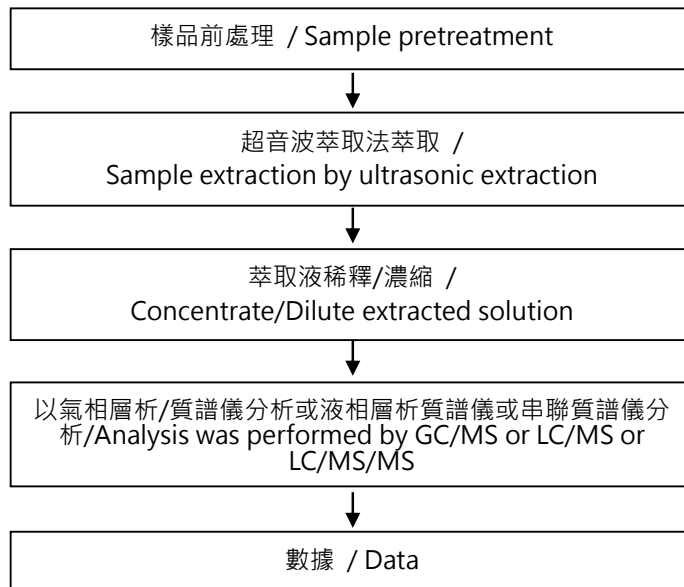 樣品前處理 / Sample pretreatment
超音波萃取法萃取 /
Sample extraction by ultrasonic extraction
萃取液稀釋/濃縮 /
Concentrate/Dilute extracted solution
以氣相層析/質譜儀分析或液相層析質譜儀或串聯質譜儀分
析/Analysis was performed by GC/MS or LC/MS or
LC/MS/MS
數據 / Data